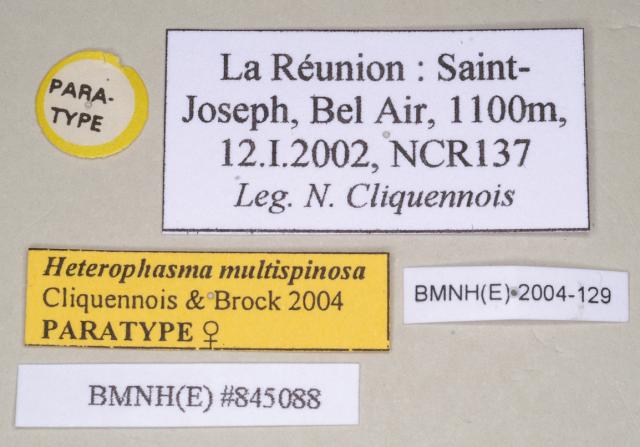 PARA-
TYPE
La Réunion : Saint-
Joseph, Bel Air, 1100m,
12.I.2002, NCR137
Leg. N. Cliquennois
Heterophasma multispinosa
Cliquennois & Brock 2004
PARATYPE ♀
BMNH(E) 2004-129
BMNH(E) #845088